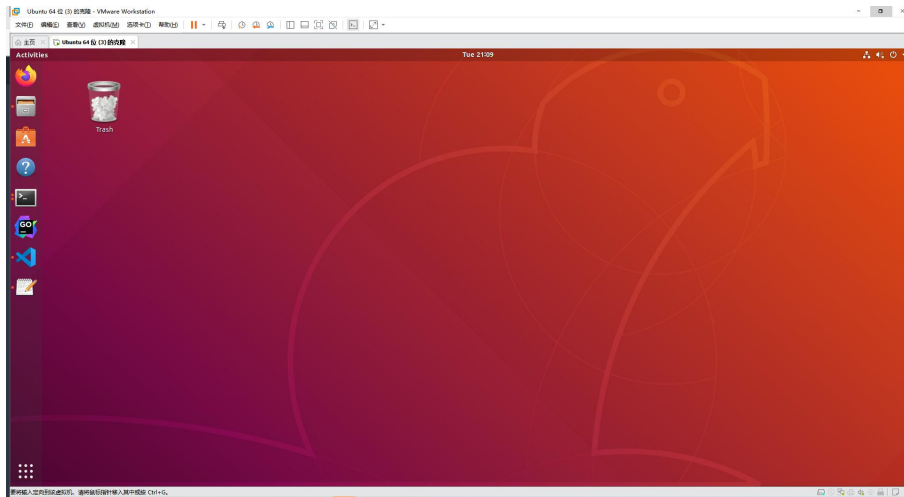 Ubuntu 64 位 (3) 的克隆 - VMware Workstation
文件(F) 编辑(E) 查看(V) 虚拟机(M) 选项卡(T) 帮助(H)
主页 Ubuntu 64 位 (3) 的克隆
Activities Tue 21:09
Trash
GO
要将输入定向到该虚拟机，请将鼠标指针移入其中或按 Ctrl+G。